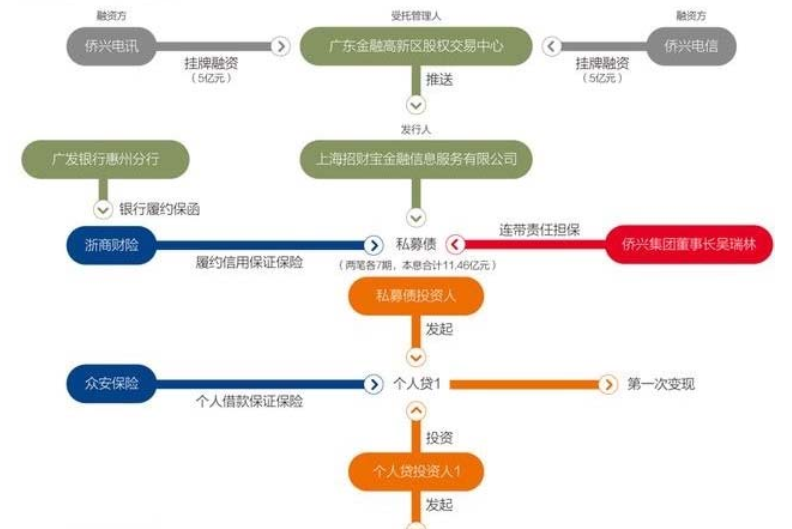 融资方
受托管理人
融资方
侨兴电讯
广东金融高新区股权交易中心
侨兴电信
挂牌融资
（5亿元）
挂牌融资
（5亿元）
推送
发行人
广发银行惠州分行
上海招财宝金融信息服务有限公司
银行履约保函
连带责任担保
浙商财险
私募债
侨兴集团董事长吴瑞林
履约信用保证保险
（两笔各7期，本息合计11.46亿元）
私募债投资人
发起
众安保险
个人贷1
第一次变现
个人借款保证保险
投资
个人贷投资人1
发起